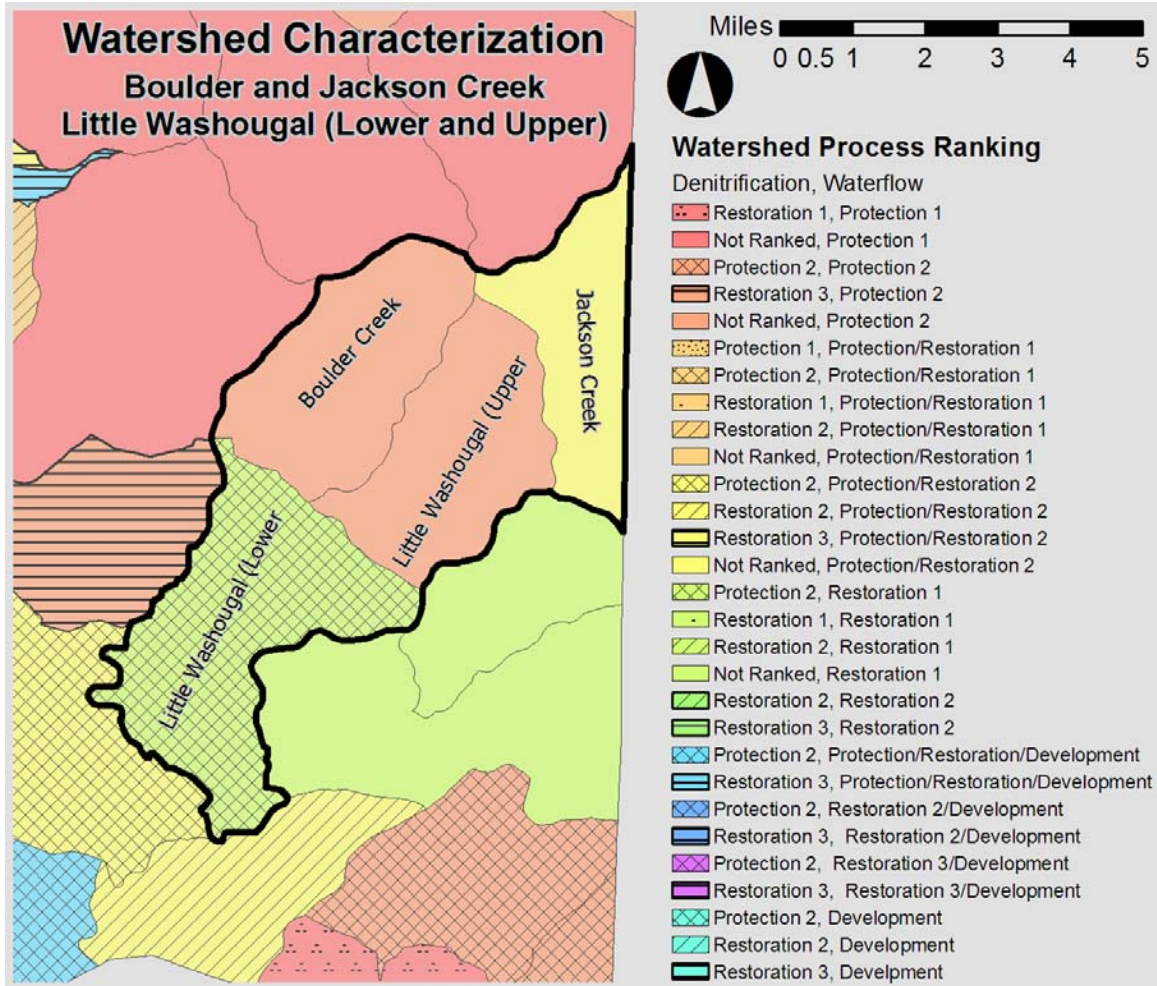 Watershed Characterization
Boulder and Jackson Creek
Little Washougal (Lower and Upper)
Miles
0 0.5 1 2 3 4 5
Boulder Creek
Jackson Creek
Little Washougal (Upper
Little Washougal (Lower
Watershed Process Ranking
Denitrification, Waterflow
Restoration 1, Protection 1
Not Ranked, Protection 1
Protection 2, Protection 2
Restoration 3, Protection 2
Not Ranked, Protection 2
Protection 1, Protection/Restoration 1
Protection 2, Protection/Restoration 1
Restoration 1, Protection/Restoration 1
Restoration 2, Protection/Restoration 1
Not Ranked, Protection/Restoration 1
Protection 2, Protection/Restoration 2
Restoration 2, Protection/Restoration 2
Restoration 3, Protection/Restoration 2
Not Ranked, Protection/Restoration 2
Protection 2, Restoration 1
Restoration 1, Restoration 1
Restoration 2, Restoration 1
Not Ranked, Restoration 1
Restoration 2, Restoration 2
Restoration 3, Restoration 2
Protection 2, Protection/Restoration/Development
Restoration 3, Protection/Restoration/Development
Protection 2, Restoration 2/Development
Restoration 3, Restoration 2/Development
Protection 2, Restoration 3/Development
Restoration 3, Restoration 3/Development
Protection 2, Development
Restoration 2, Development
Restoration 3, Develpment